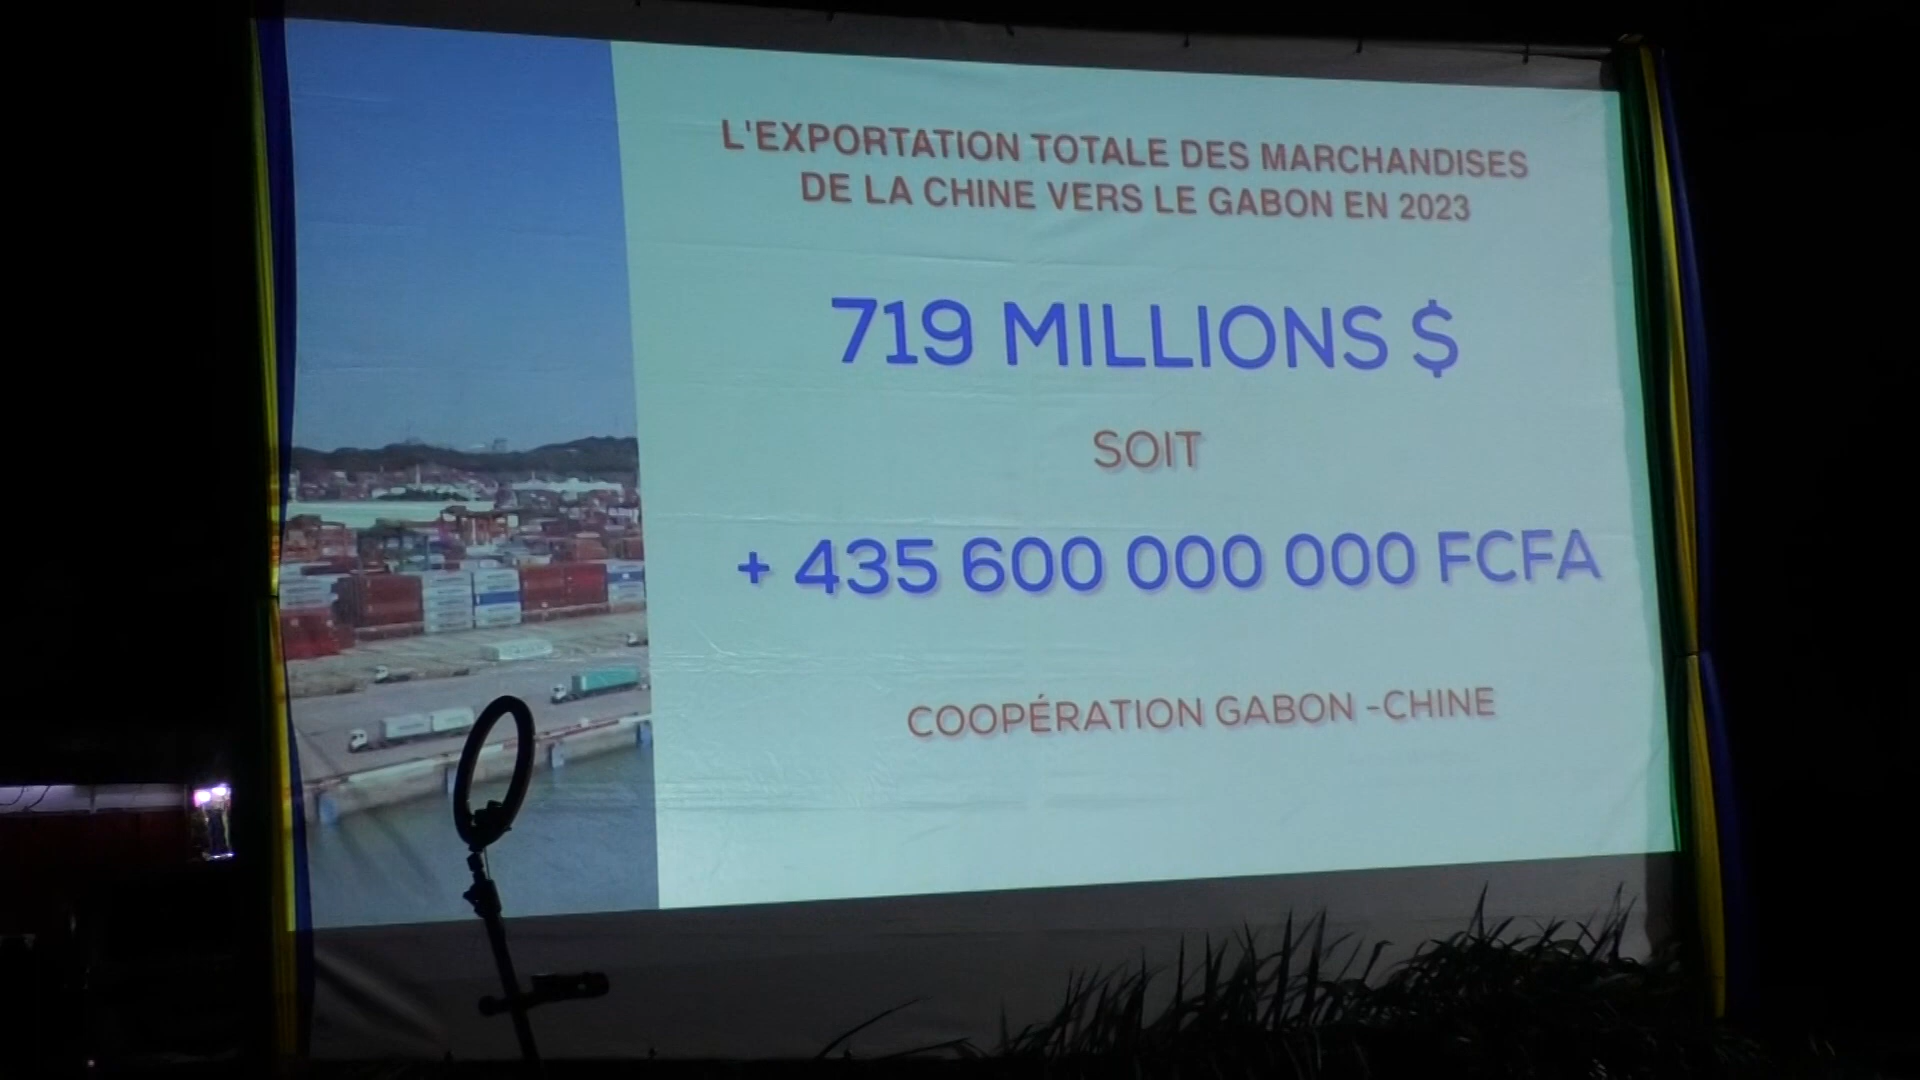 L'EXPORTATION TOTALE DES MARCHANDISES
DE LA CHINE VERS LE GABON EN 2023
719 MILLIONS $
SOIT
+ 435 600 000 000 FCFA
COOPÉRATION GABON -CHINE